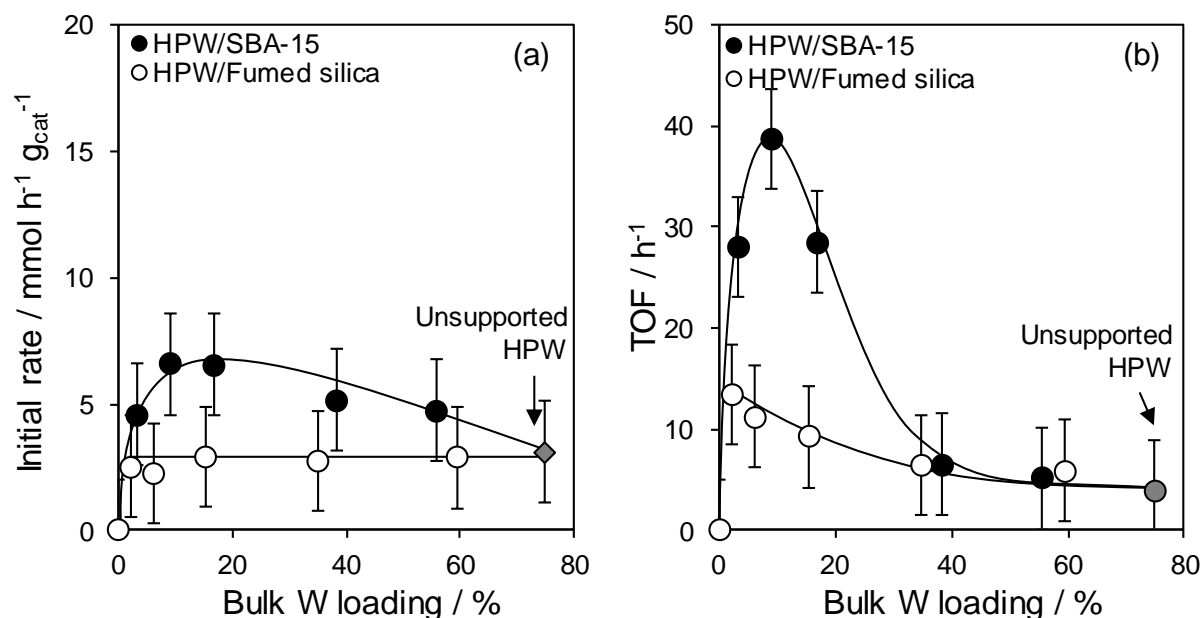 HPW/SBA-15
HPW/Fumed silica
(a)
Unsupported
HPW
20
15
10
5
0
0
20
40
60
80
Initial rate / mmol h⁻¹ g_cat⁻¹
Bulk W loading / %
HPW/SBA-15
HPW/Fumed silica
(b)
Unsupported
HPW
50
40
30
20
10
0
0
20
40
60
80
TOF / h⁻¹
Bulk W loading / %